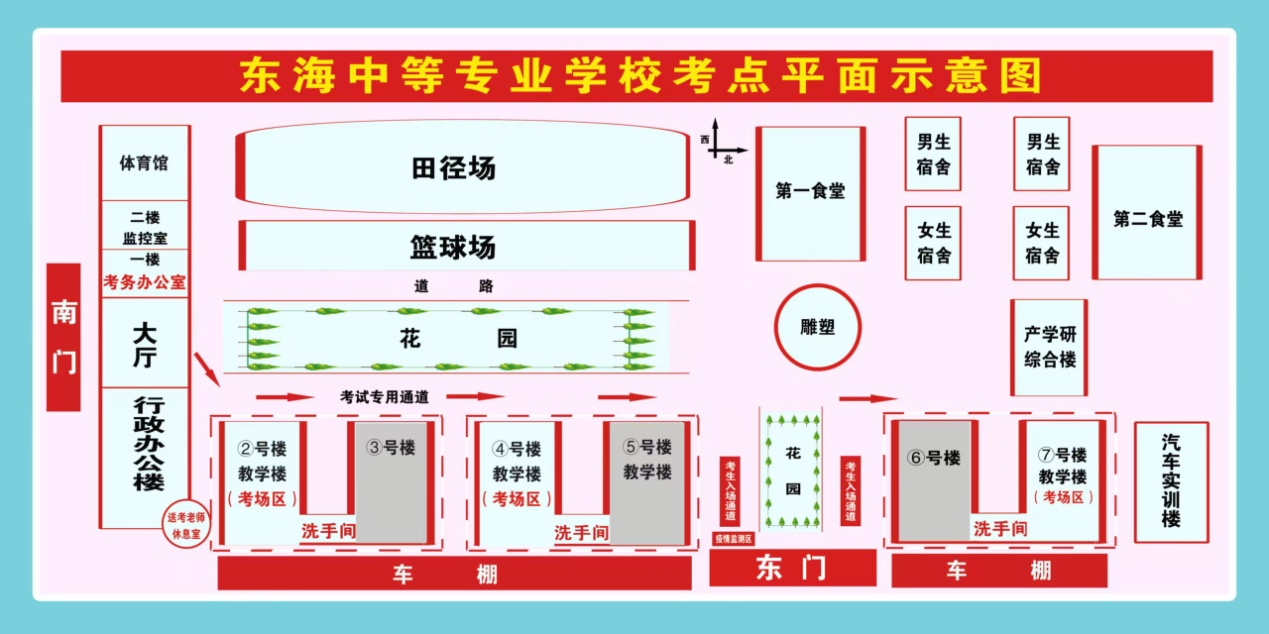 东海中等专业学校考点平面示意图
体育馆
二楼
监控室
一楼
考务办公室
大
厅
行政办公楼
南
门
送考老师
休息室
田径场
篮球场
道 路
花 园
考试专用通道
西
北
第一食堂
男生
宿舍
男生
宿舍
女生
宿舍
女生
宿舍
第二食堂
雕塑
产学研
综合楼
②号楼
教学楼
(考场区)
③号楼
洗手间
④号楼
教学楼
(考场区)
⑤号楼
教学楼
洗手间
车 棚
考生入场通道
花
园
考生入场通道
疫情监测区
东 门
⑥号楼
⑦号楼
教学楼
(考场区)
洗手间
车 棚
汽车实训楼